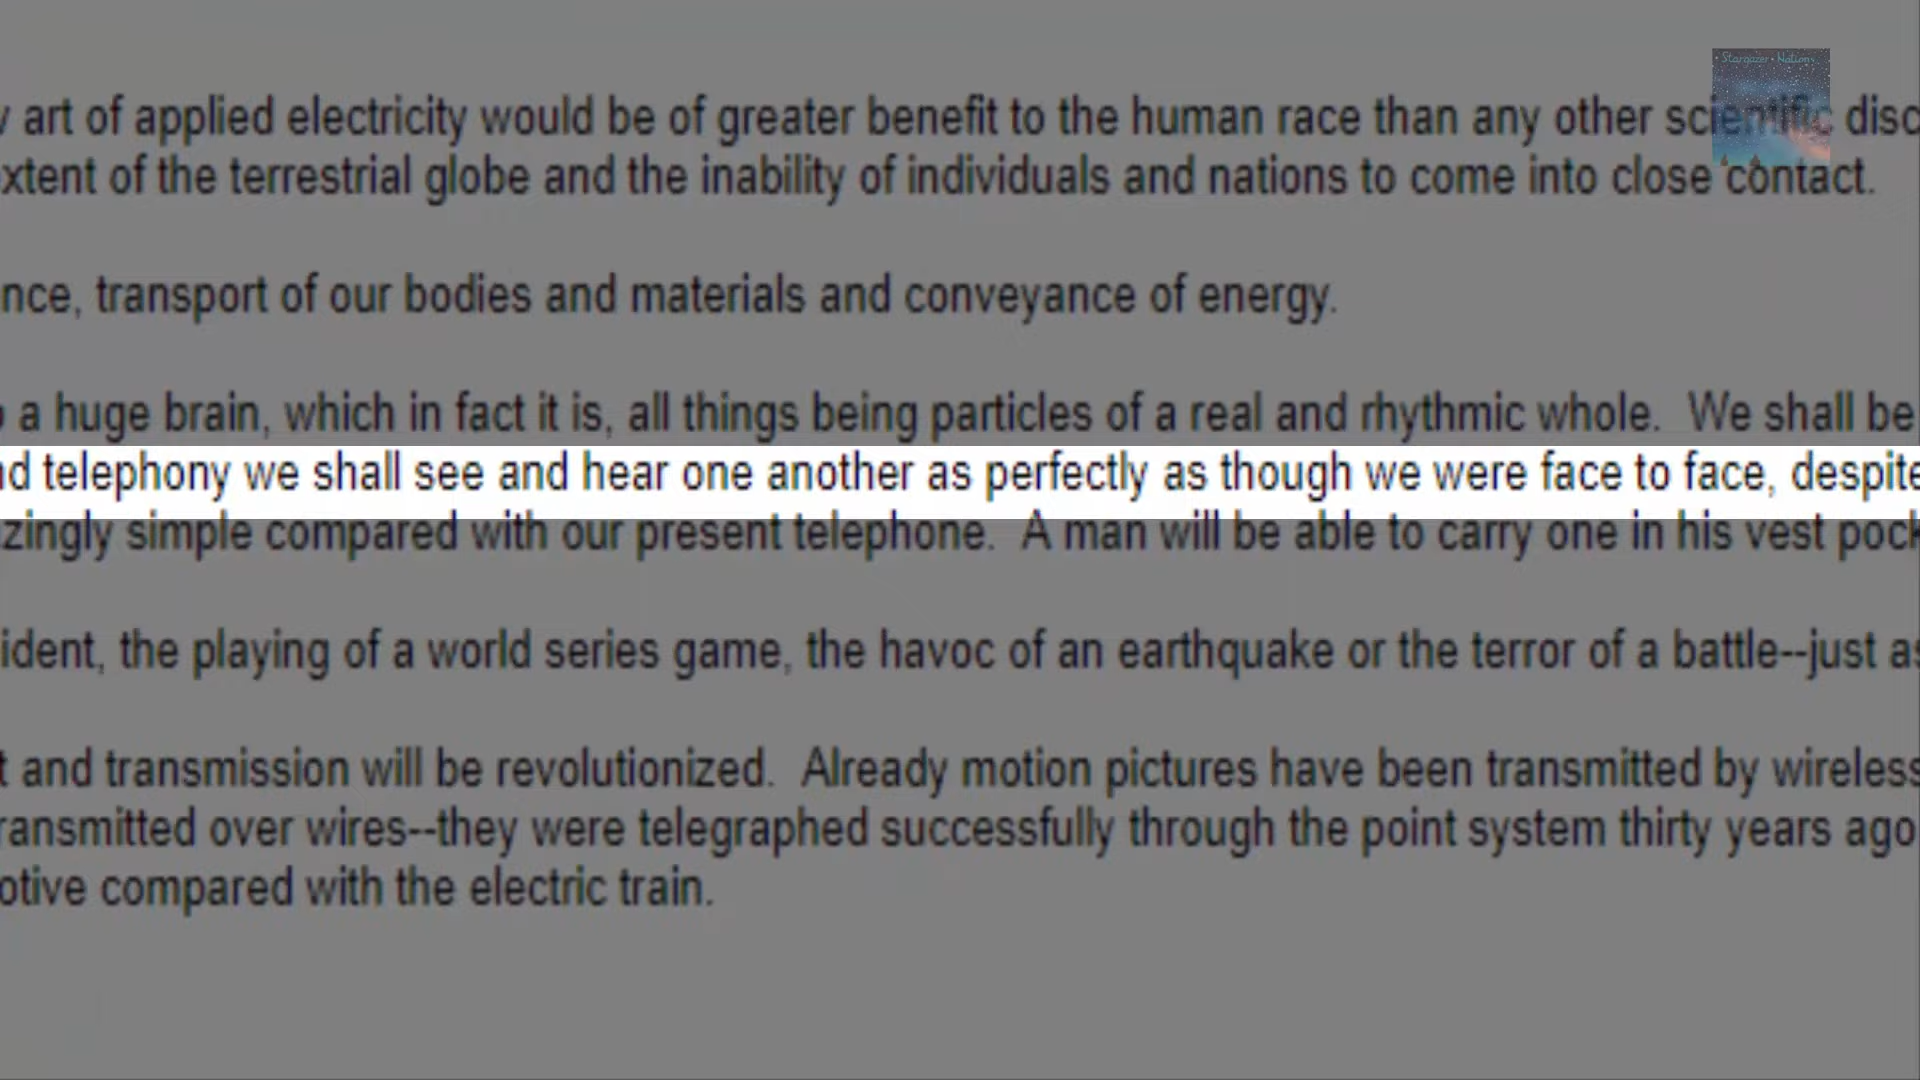 Stargazer Nations
art of applied electricity would be of greater benefit to the human race than any other scientific disc
xtent of the terrestrial globe and the inability of individuals and nations to come into close contact.
nce, transport of our bodies and materials and conveyance of energy.
a huge brain, which in fact it is, all things being particles of a real and rhythmic whole. We shall be
nd telephony we shall see and hear one another as perfectly as though we were face to face, despite
zingly simple compared with our present telephone. A man will be able to carry one in his vest pock
ident, the playing of a world series game, the havoc of an earthquake or the terror of a battle--just as
t and transmission will be revolutionized. Already motion pictures have been transmitted by wireless
ransmitted over wires--they were telegraphed successfully through the point system thirty years ago
otive compared with the electric train.